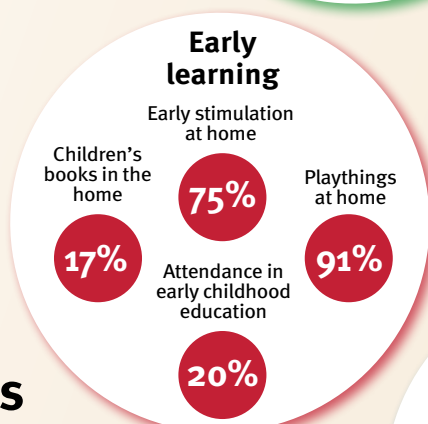 Early
learning
Early stimulation
at home
75%
Children's
books in the
home
17%
Playthings
at home
91%
Attendance in
early childhood
education
20%
s